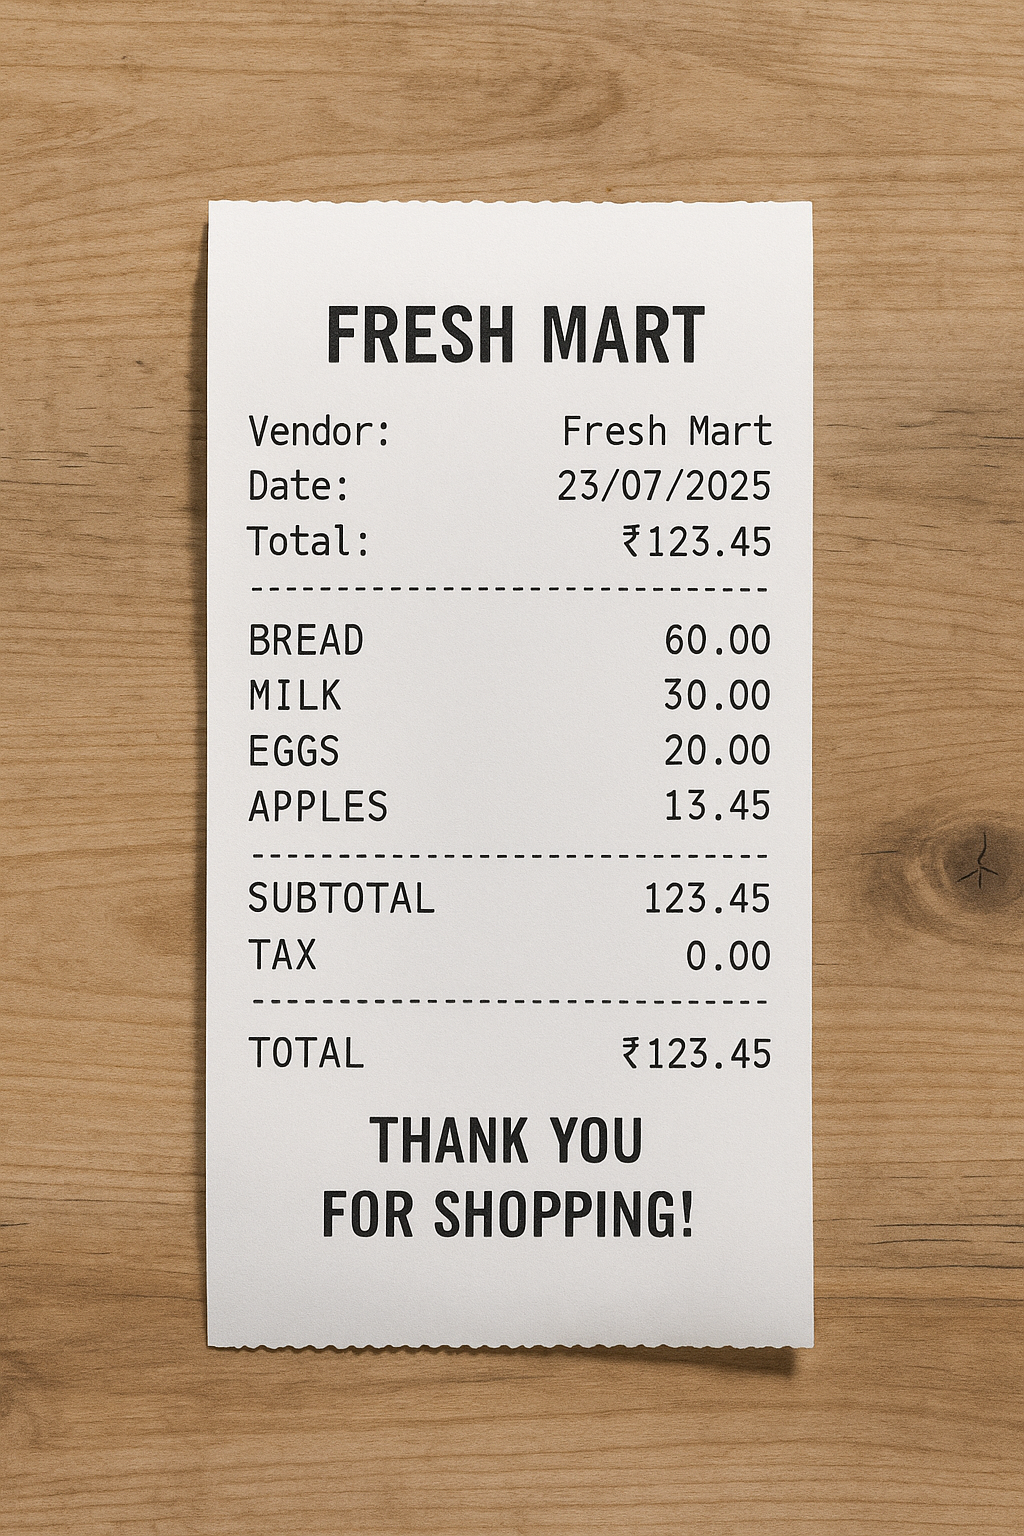 FRESH MART
Vendor: Fresh Mart
Date: 23/07/2025
Total: ₹123.45
--------------------------------
BREAD 60.00
MILK 30.00
EGGS 20.00
APPLES 13.45
--------------------------------
SUBTOTAL 123.45
TAX 0.00
--------------------------------
TOTAL ₹123.45
THANK YOU
FOR SHOPPING!